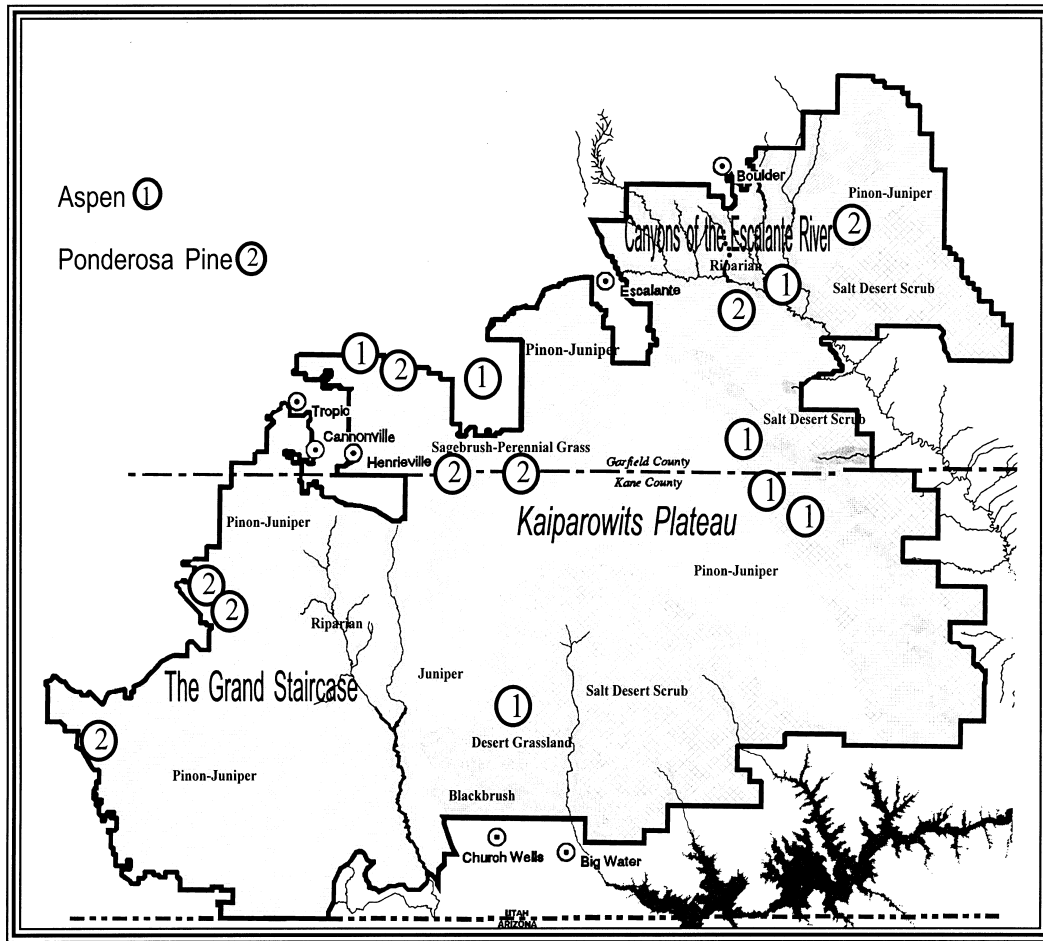 Boulder
Aspen 1
Pinon-Juniper
2
Canyons of the Escalante River
Ponderosa Pine 2
Riparian
1
Escalante
Salt Desert Scrub
2
Pinon-Juniper
1
2
1
Tropic
Salt Desert Scrub
Cannonville
1
Sagebrush-Perennial Grass
Henrieville
Garfield County
2
2
Kane County
1
1
Pinon-Juniper
Kaiparowits Plateau
Pinon-Juniper
2
2
Riparian
Juniper
The Grand Staircase
Salt Desert Scrub
1
2
Desert Grassland
Pinon-Juniper
Blackbrush
Church Wells
Big Water
UTAH
ARIZONA